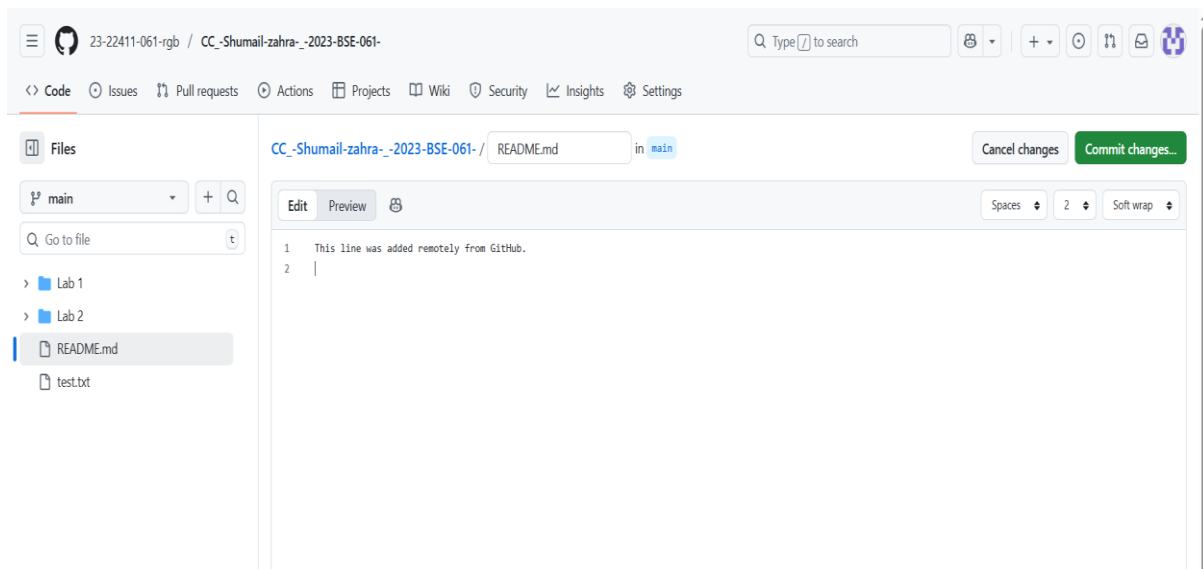 23-22411-061-rgb / CC_-Shumail-zahra-_-2023-BSE-061-
Type / to search
Code Issues Pull requests Actions Projects Wiki Security Insights Settings
Files
CC_-Shumail-zahra-_-2023-BSE-061- / README.md in main
Cancel changes Commit changes...
main
Edit Preview
Spaces 2 Soft wrap
Go to file t
1 This line was added remotely from GitHub.
2
Lab 1
Lab 2
README.md
test.txt